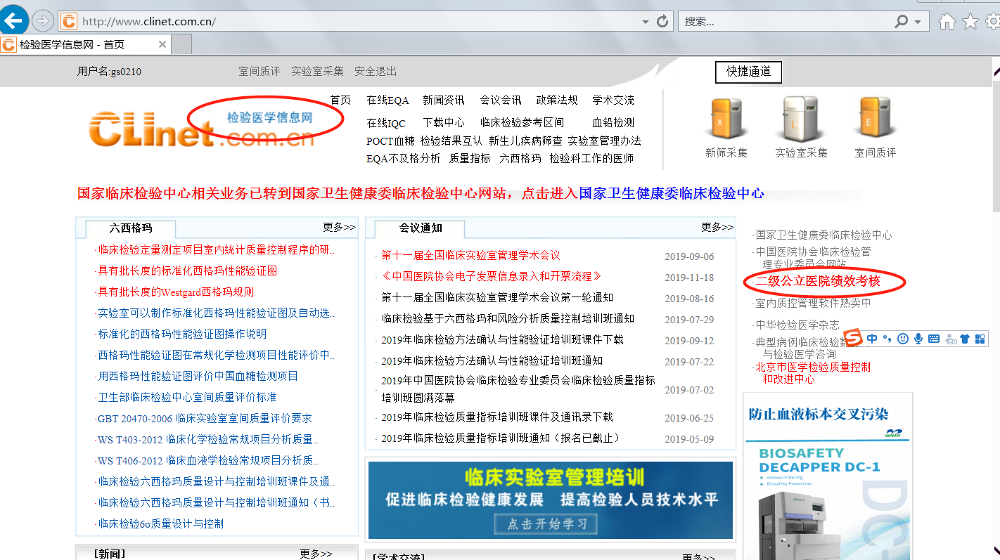 http://www.clinet.com.cn/
搜索...
检验医学信息网 - 首页
用户名:gs0210
室间质评 实验室采集 安全退出
快捷通道
CLInet.com.cn
检验医学信息网
首页 在线EQA 新闻资讯 会议会讯 政策法规 学术交流
在线IQC 下载中心 临床检验参考区间 血铅检测
POCT血糖 检验结果互认 新生儿疾病筛查 实验室管理办法
EQA不及格分析 质量指标 六西格玛 检验科工作的医师
X
L
E
新筛采集 实验室采集 室间质评
国家临床检验中心相关业务已转到国家卫生健康委临床检验中心网站，点击进入国家卫生健康委临床检验中心
六西格玛 更多>>
·临床检验定量测定项目室内统计质量控制程序的研..
·具有批长度的标准化西格玛性能验证图
·具有批长度的Westgard西格玛规则
·实验室可以制作标准化西格玛性能验证图及自动选..
·标准化的西格玛性能验证图操作说明
·西格玛性能验证图在常规化学检测项目性能评价中..
·用西格玛性能验证图评价中国血糖检测项目
·卫生部临床检验中心室间质量评价标准
·GBT 20470-2006 临床实验室室间质量评价要求
·WS T403-2012 临床化学检验常规项目分析质量..
·WS T406-2012 临床血液学检验常规项目分析质..
·临床检验六西格玛质量设计与控制培训班课件及通..
·临床检验六西格玛质量设计与控制培训班通知（书..
·临床检验6σ质量设计与控制
[新闻] 更多>>
会议通知 更多>>
· 第十一届全国临床实验室管理学术会议 2019-09-06
· 《中国医院协会电子发票信息录入和开票流程》 2019-11-18
· 第十一届全国临床实验室管理学术会议第一轮通知 2019-08-16
· 临床检验基于六西格玛和风险分析质量控制培训班通知 2019-07-29
· 2019年临床检验方法确认与性能验证培训班课件下载 2019-09-12
· 2019年临床检验方法确认与性能验证培训班通知 2019-07-22
· 2019年中国医院协会临床检验专业委员会临床检验质量指标
培训班圆满落幕 2019-07-02
· 2019年临床检验质量指标培训班课件及通讯录下载 2019-06-25
· 2019年临床检验质量指标培训班通知（报名已截止） 2019-05-09
临床实验室管理培训
促进临床检验健康发展 提高检验人员技术水平
点击开始学习
[学术交流] 更多>>
·国家卫生健康委临床检验中心
·中国医院协会临床检验管
理专业委员会网站
·二级公立医院绩效考核
·室内质控管理软件热卖中
·中华检验医学杂志
·典型病例临床检验数
与检验医学咨询
·北京市医学检验质量控制
和改进中心
中
防止血液标本交叉污染
IMPROVE
BIOSAFETY
DECAPPER DC-1
Aerosol Filtering
Biosafety Protection
DC-